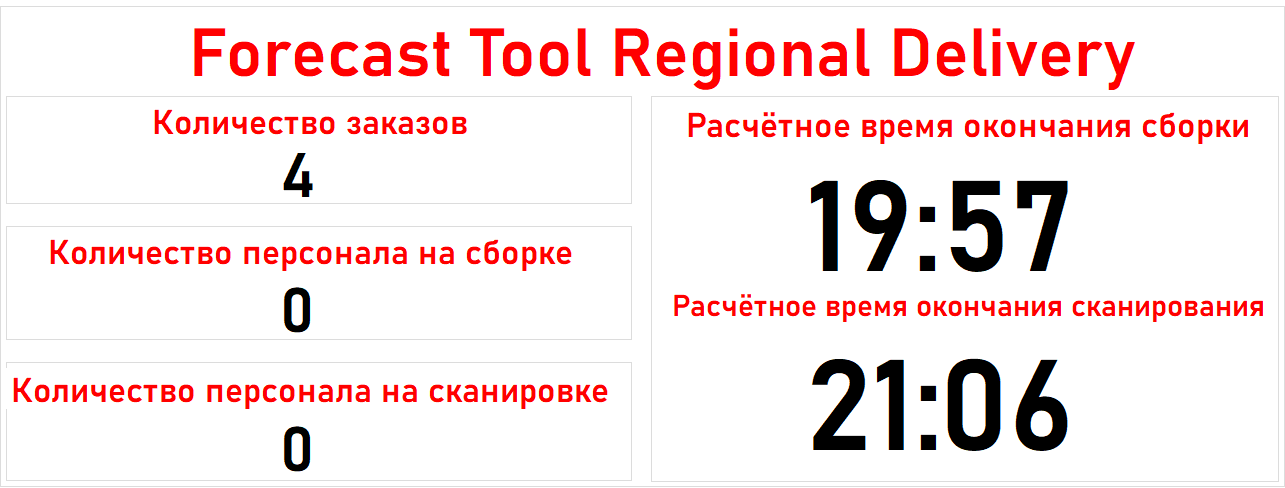 Forecast Tool Regional Delivery
Количество заказов
4
Количество персонала на сборке
0
Количество персонала на сканировке
0
Расчётное время окончания сборки
19:57
Расчётное время окончания сканирования
21:06